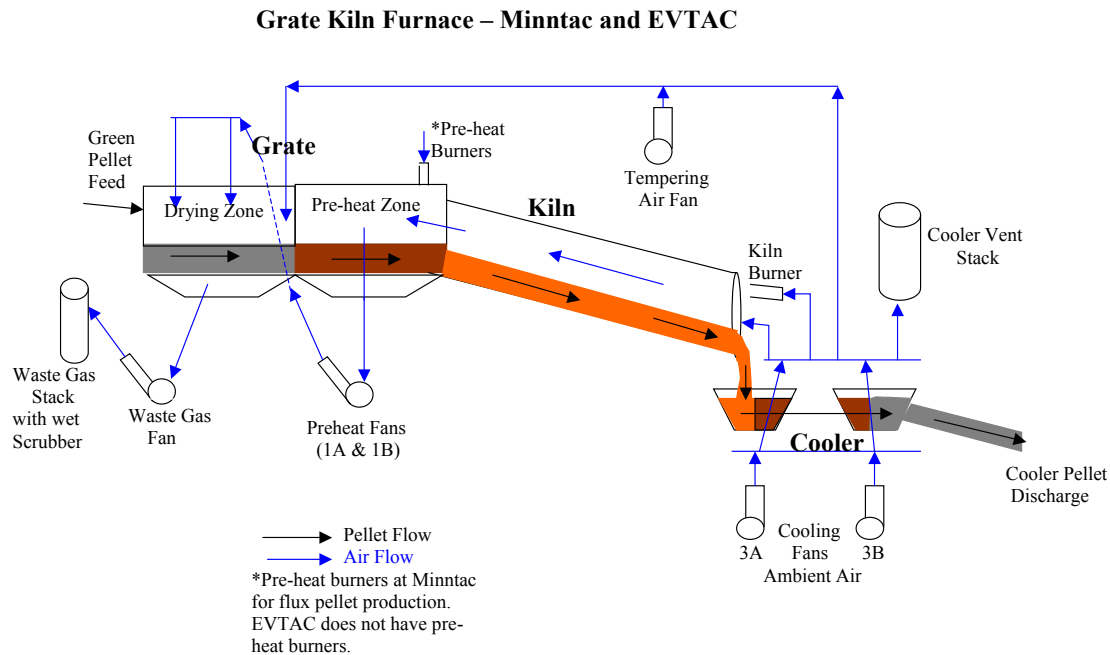 Grate Kiln Furnace – Minntac and EVTAC
Green
Pellet
Feed
Grate
*Pre-heat
Burners
Tempering
Air Fan
Drying Zone
Pre-heat Zone
Kiln
Kiln
Burner
Cooler Vent
Stack
Waste Gas
Stack
with wet
Scrubber
Waste Gas
Fan
Preheat Fans
(1A & 1B)
Cooler
Cooler Pellet
Discharge
3A
Cooling
Fans
Ambient Air
3B
Pellet Flow
Air Flow
*Pre-heat burners at Minntac
for flux pellet production.
EVTAC does not have pre-
heat burners.